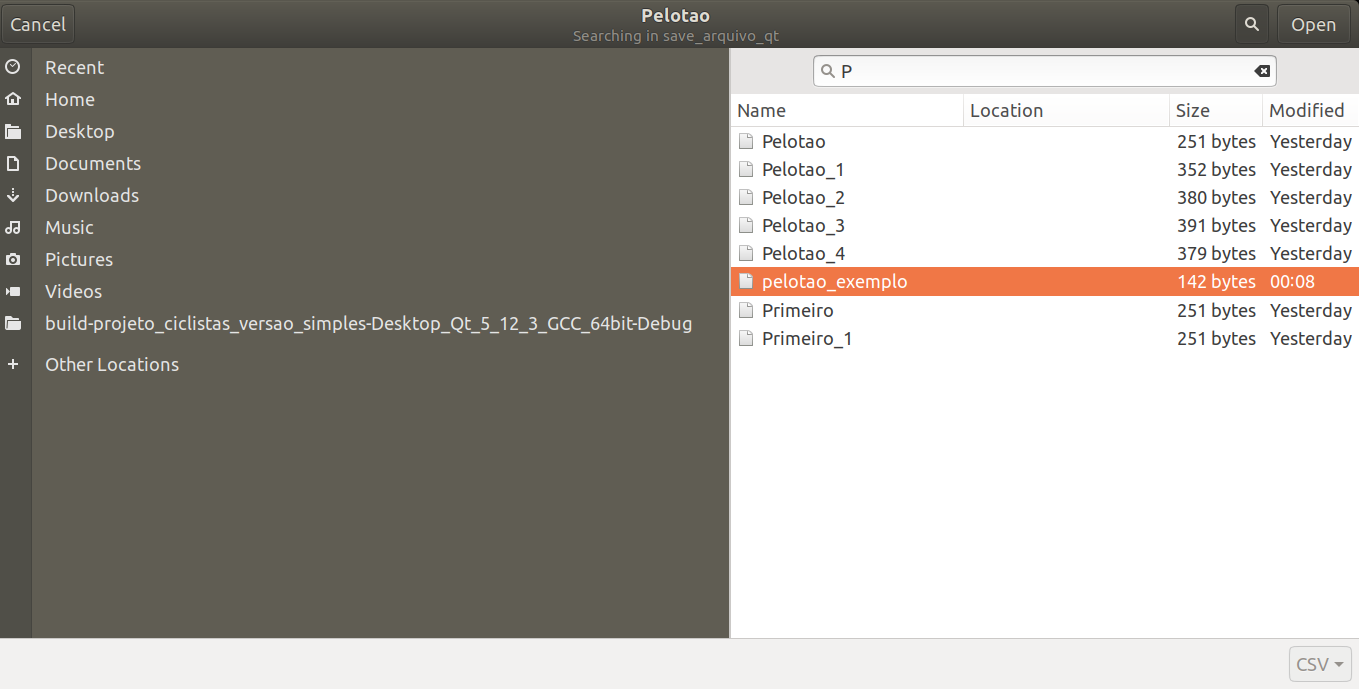 Cancel
Pelotao
Searching in save_arquivo_qt
Open
Recent
Home
Desktop
Documents
Downloads
Music
Pictures
Videos
build-projeto_ciclistas_versao_simples-Desktop_Qt_5_12_3_GCC_64bit-Debug
Other Locations
P
Name Location Size Modified
Pelotao 251 bytes Yesterday
Pelotao_1 352 bytes Yesterday
Pelotao_2 380 bytes Yesterday
Pelotao_3 391 bytes Yesterday
Pelotao_4 379 bytes Yesterday
pelotao_exemplo 142 bytes 00:08
Primeiro 251 bytes Yesterday
Primeiro_1 251 bytes Yesterday
CSV